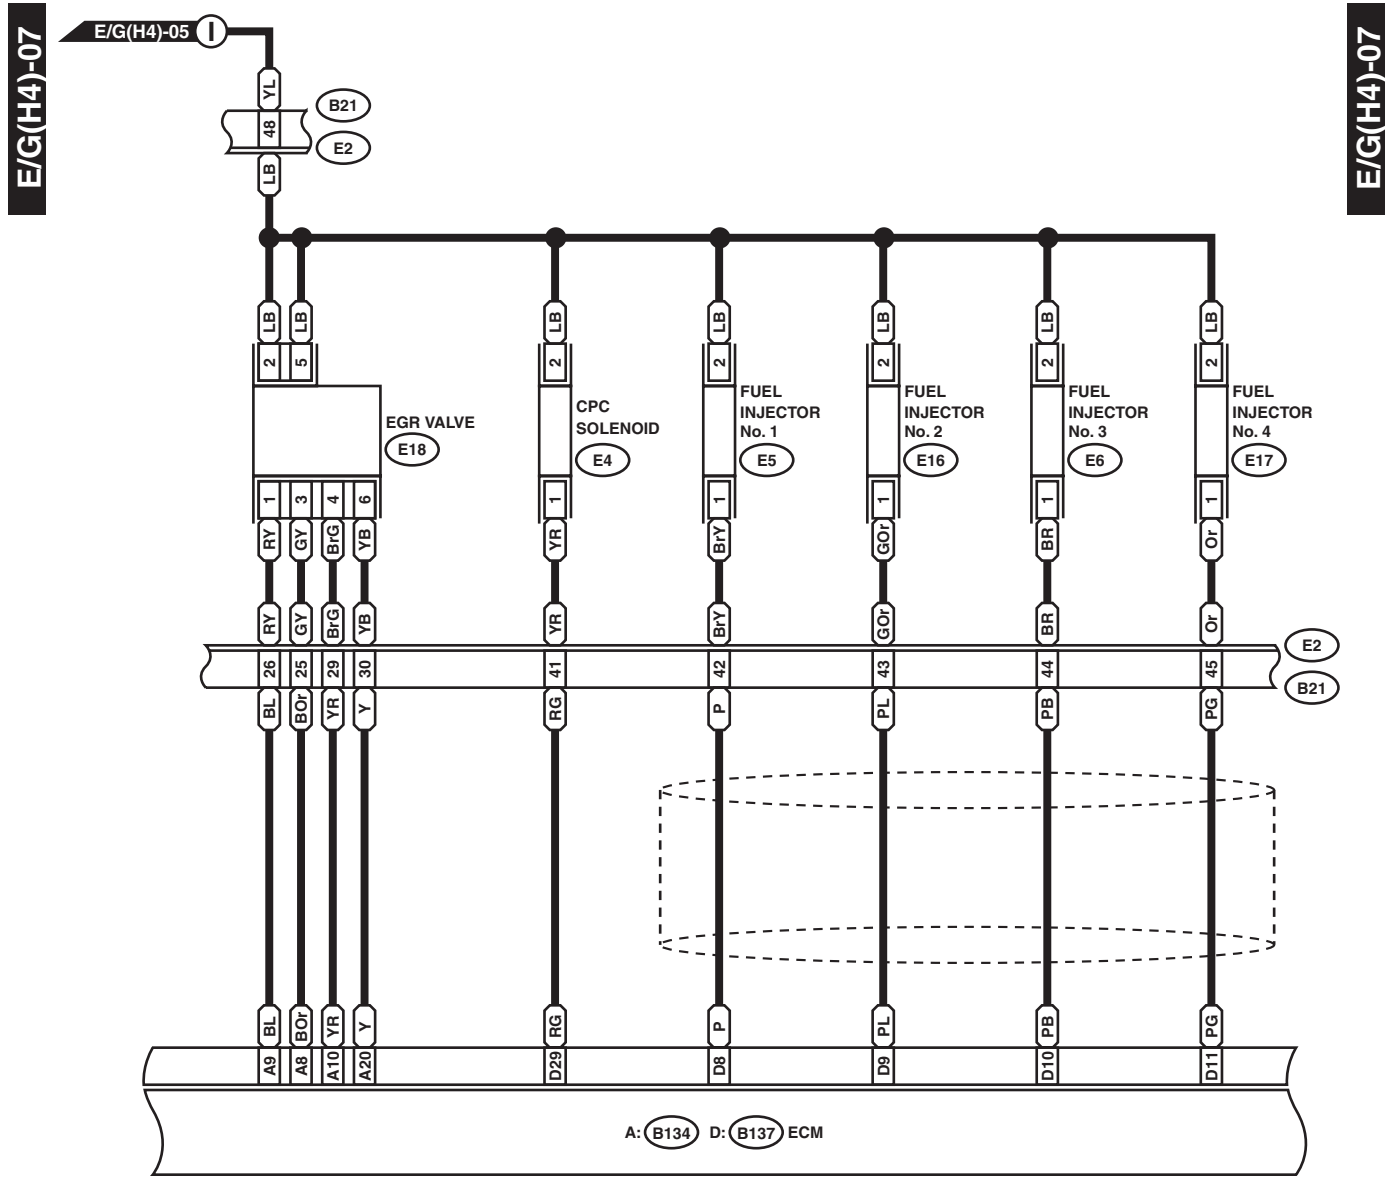 E/G(H4)-07
E/G(H4)-05 I
E/G(H4)-07
YL
48
B21
E2
LB
LB LB LB LB LB LB LB
2 5 2 2 2 2 2
EGR VALVE
E18
CPC
SOLENOID
E4
FUEL
INJECTOR
No. 1
E5
FUEL
INJECTOR
No. 2
E16
FUEL
INJECTOR
No. 3
E6
FUEL
INJECTOR
No. 4
E17
1 3 4 6 1 1 1 1 1
RY GY BrG YB YR BrY GOr BR Or
RY GY BrG YB YR BrY GOr BR Or
E2
26 25 29 30 41 42 43 44 45
B21
BL BOr YR Y RG P PL PB PG
BL BOr YR Y RG P PL PB PG
A9 A8 A10 A20 D29 D8 D9 D10 D11
A: B134 D: B137 ECM